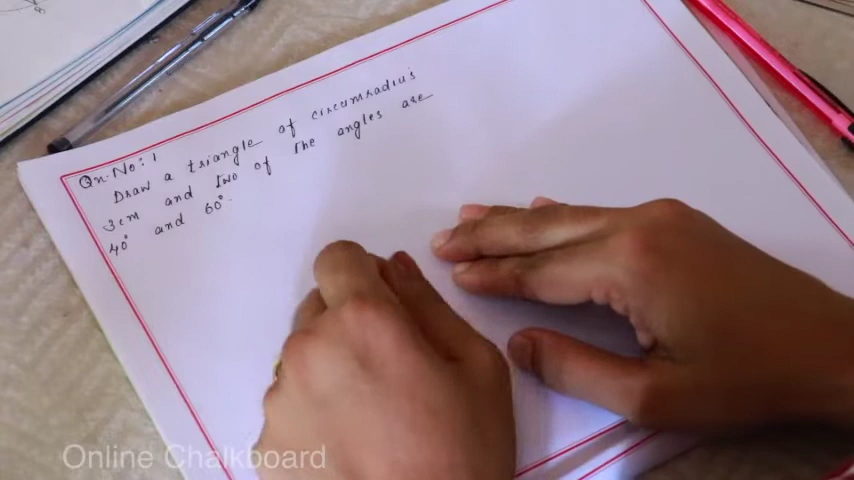 B
Qn.No: 1
Draw a triangle of circumradius
3cm and two of the angles are
40° and 60°.
Online Chalkboard